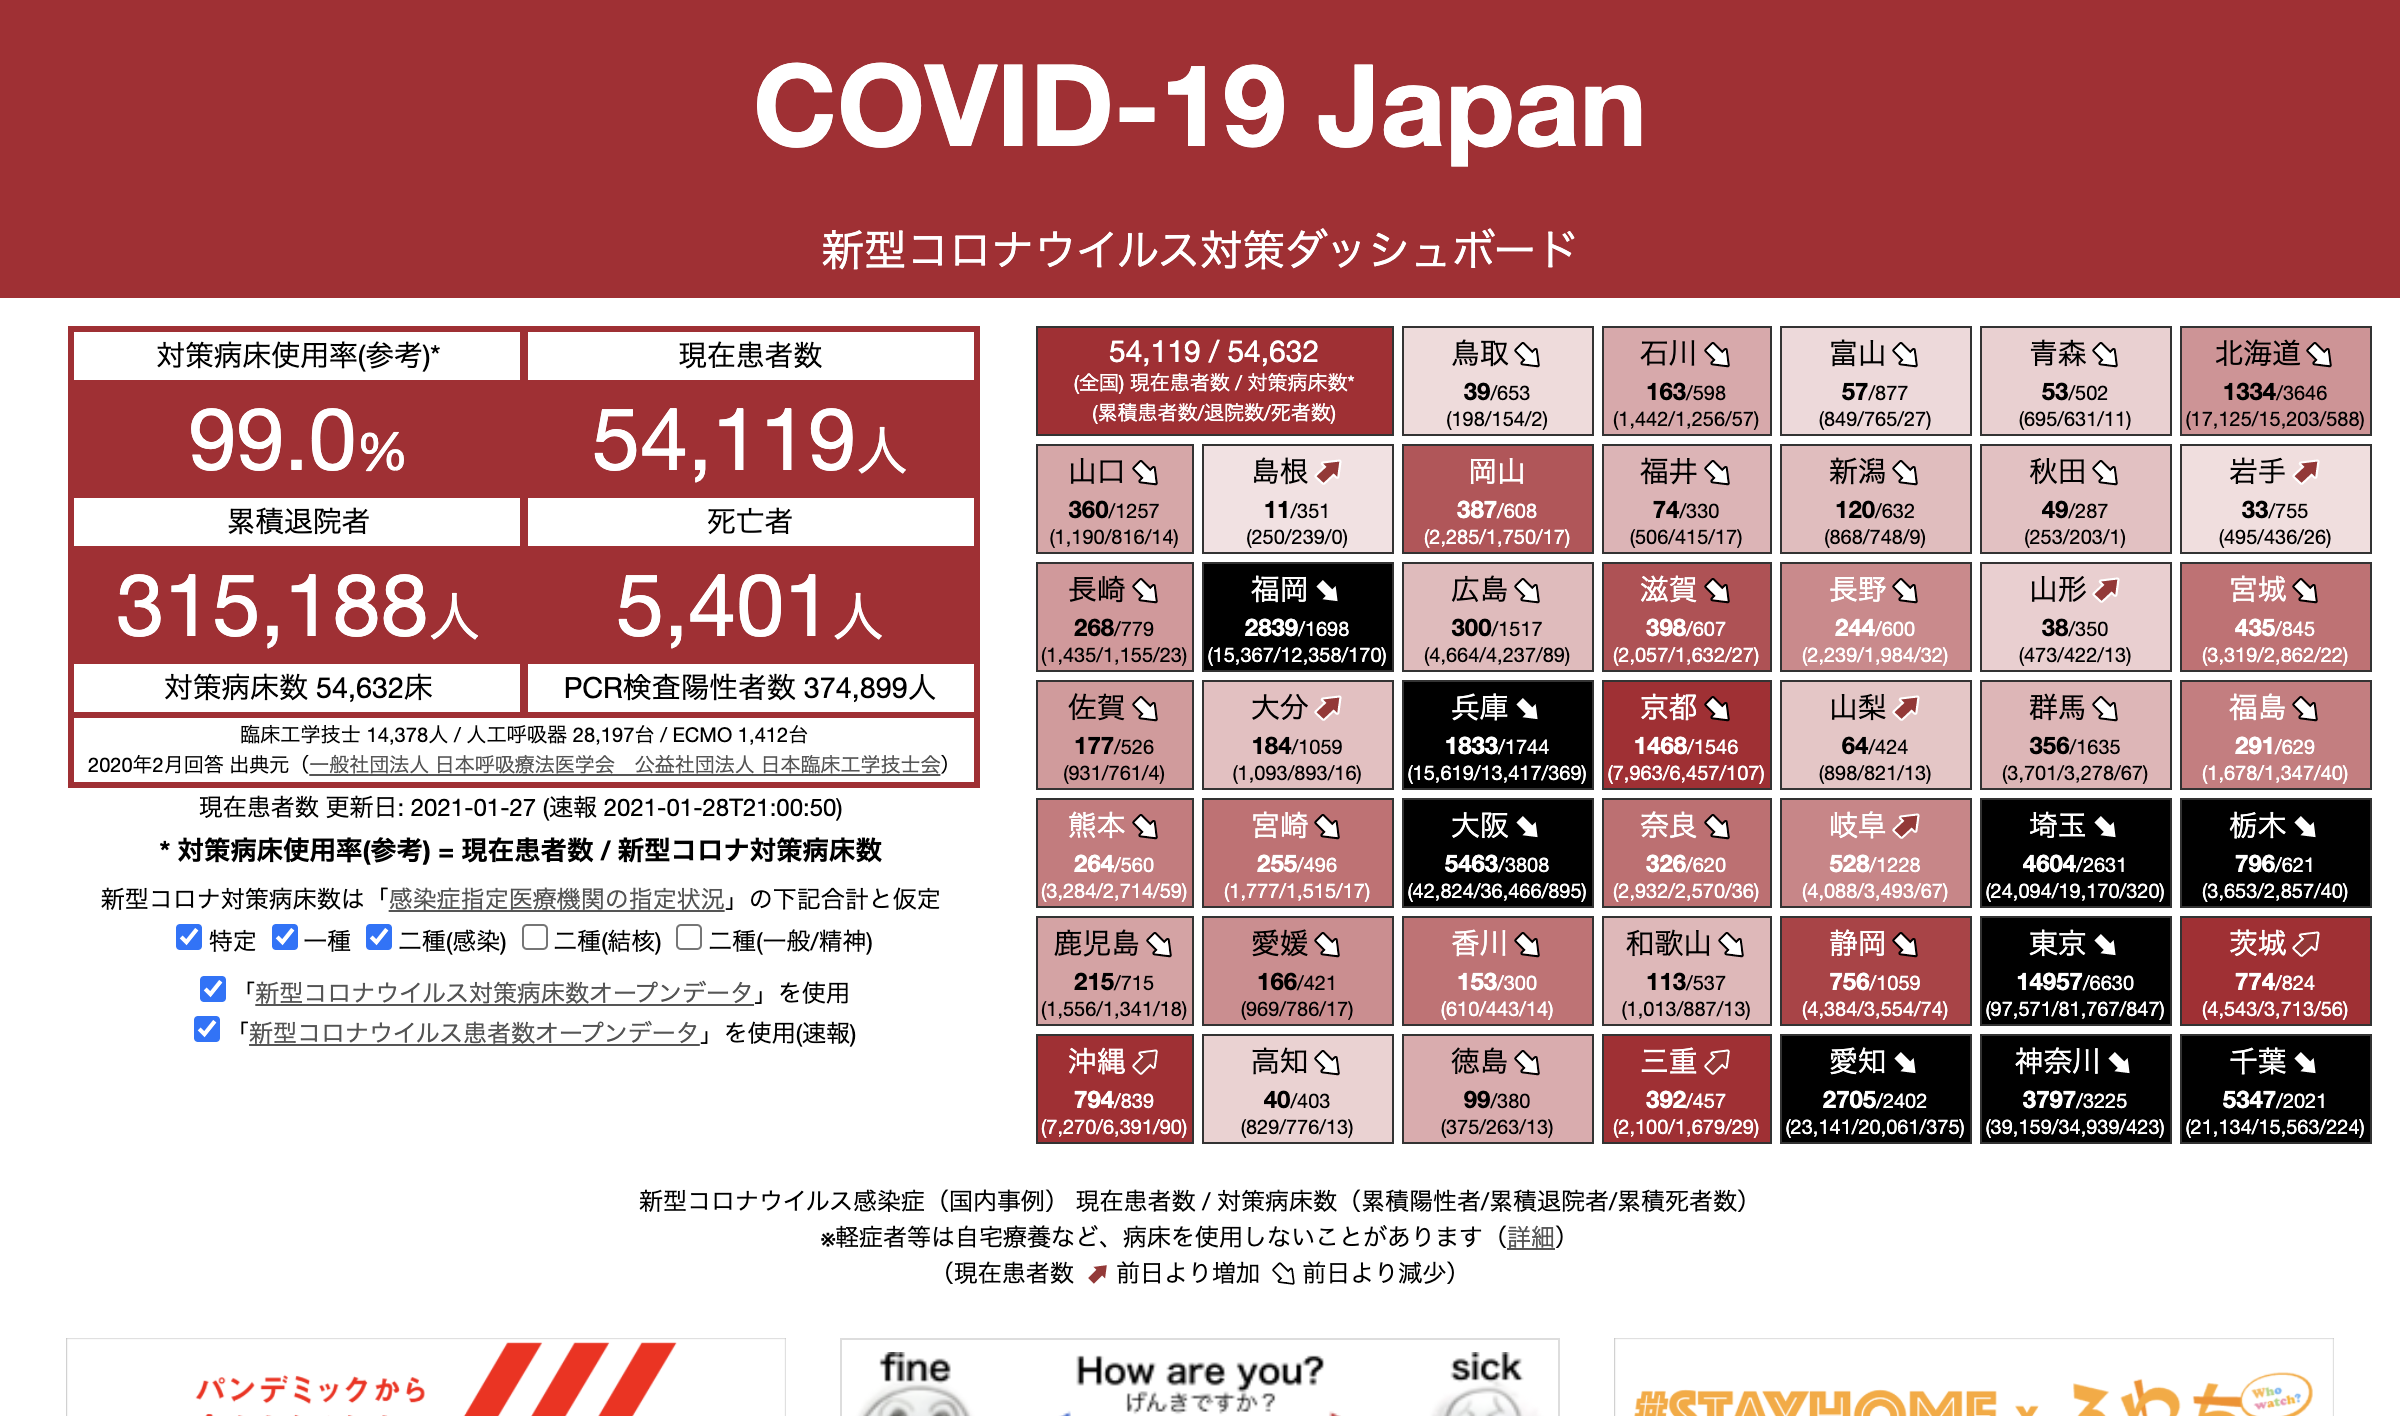 COVID-19 Japan
新型コロナウイルス対策ダッシュボード
対策病床使用率(参考)*
現在患者数
99.0%
54,119人
累積退院者
死亡者
315,188人
5,401人
対策病床数 54,632床
PCR検査陽性者数 374,899人
臨床工学技士 14,378人 / 人工呼吸器 28,197台 / ECMO 1,412台
2020年2月回答 出典元（一般社団法人 日本呼吸療法医学会　公益社団法人 日本臨床工学技士会）
現在患者数 更新日: 2021-01-27 (速報 2021-01-28T21:00:50)
* 対策病床使用率(参考) = 現在患者数 / 新型コロナ対策病床数
新型コロナ対策病床数は「感染症指定医療機関の指定状況」の下記合計と仮定
特定 一種 二種(感染) 二種(結核) 二種(一般/精神)
「新型コロナウイルス対策病床数オープンデータ」を使用
「新型コロナウイルス患者数オープンデータ」を使用(速報)
54,119 / 54,632
(全国) 現在患者数 / 対策病床数*
(累積患者数/退院数/死者数)
鳥取
39/653
(198/154/2)
石川
163/598
(1,442/1,256/57)
富山
57/877
(849/765/27)
青森
53/502
(695/631/11)
北海道
1334/3646
(17,125/15,203/588)
山口
360/1257
(1,190/816/14)
島根
11/351
(250/239/0)
岡山
387/608
(2,285/1,750/17)
福井
74/330
(506/415/17)
新潟
120/632
(868/748/9)
秋田
49/287
(253/203/1)
岩手
33/755
(495/436/26)
長崎
268/779
(1,435/1,155/23)
福岡
2839/1698
(15,367/12,358/170)
広島
300/1517
(4,664/4,237/89)
滋賀
398/607
(2,057/1,632/27)
長野
244/600
(2,239/1,984/32)
山形
38/350
(473/422/13)
宮城
435/845
(3,319/2,862/22)
佐賀
177/526
(931/761/4)
大分
184/1059
(1,093/893/16)
兵庫
1833/1744
(15,619/13,417/369)
京都
1468/1546
(7,963/6,457/107)
山梨
64/424
(898/821/13)
群馬
356/1635
(3,701/3,278/67)
福島
291/629
(1,678/1,347/40)
熊本
264/560
(3,284/2,714/59)
宮崎
255/496
(1,777/1,515/17)
大阪
5463/3808
(42,824/36,466/895)
奈良
326/620
(2,932/2,570/36)
岐阜
528/1228
(4,088/3,493/67)
埼玉
4604/2631
(24,094/19,170/320)
栃木
796/621
(3,653/2,857/40)
鹿児島
215/715
(1,556/1,341/18)
愛媛
166/421
(969/786/17)
香川
153/300
(610/443/14)
和歌山
113/537
(1,013/887/13)
静岡
756/1059
(4,384/3,554/74)
東京
14957/6630
(97,571/81,767/847)
茨城
774/824
(4,543/3,713/56)
沖縄
794/839
(7,270/6,391/90)
高知
40/403
(829/776/13)
徳島
99/380
(375/263/13)
三重
392/457
(2,100/1,679/29)
愛知
2705/2402
(23,141/20,061/375)
神奈川
3797/3225
(39,159/34,939/423)
千葉
5347/2021
(21,134/15,563/224)
新型コロナウイルス感染症（国内事例） 現在患者数 / 対策病床数（累積陽性者/累積退院者/累積死者数）
※軽症者等は自宅療養など、病床を使用しないことがあります（詳細）
（現在患者数 前日より増加 前日より減少）
パンデミックから
fine
How are you?
sick
げんきですか？
#STAYHOME x ふわっち
Who watch?